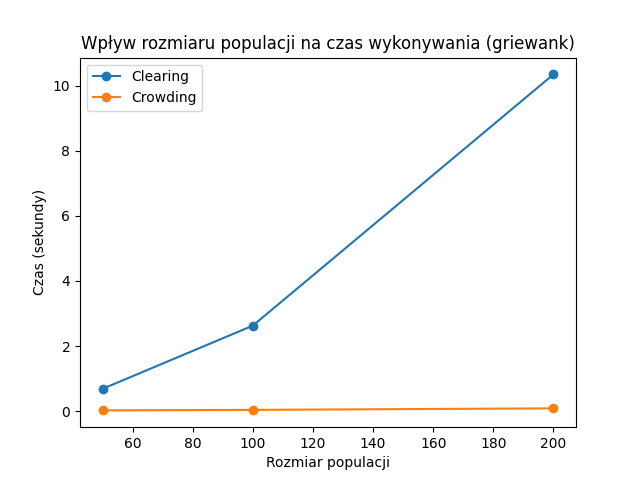 Wpływ rozmiaru populacji na czas wykonywania (griewank)
Clearing
Crowding
10
8
6
4
2
0
Czas (sekundy)
60 80 100 120 140 160 180 200
Rozmiar populacji